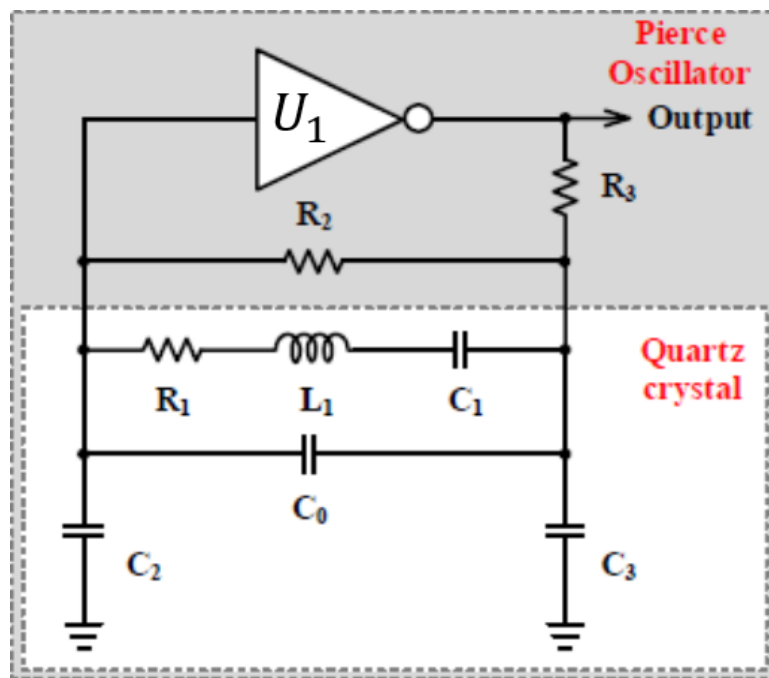 Pierce
Oscillator
U₁
Output
R₃
R₂
Quartz
crystal
R₁ L₁ C₁
C₀
C₂ C₃